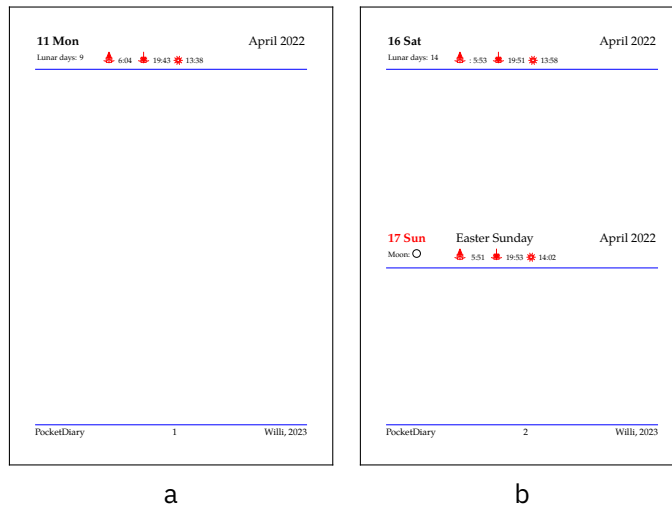 11 Mon April 2022
Lunar days: 9 6:04 19:43 13:38
PocketDiary 1 Willi, 2023
a
16 Sat April 2022
Lunar days: 14 : 5:53 19:51 13:58
17 Sun Easter Sunday April 2022
Moon: 5:51 19:53 14:02
PocketDiary 2 Willi, 2023
b